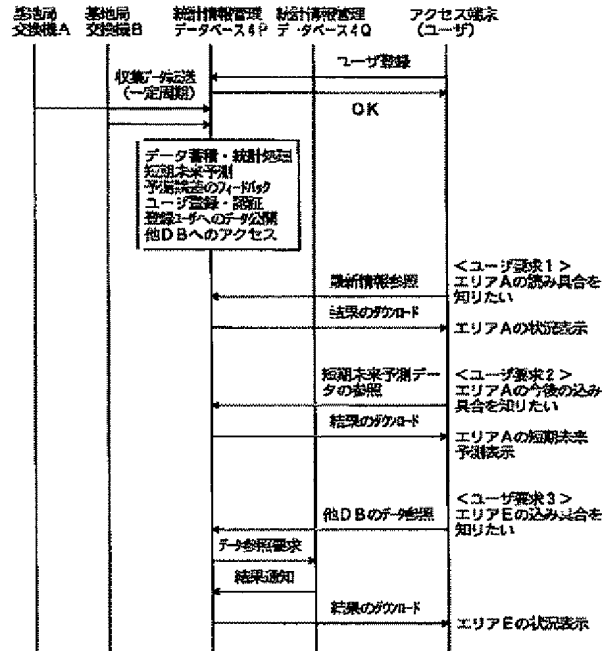 基地局
交換機A
基地局
交換機B
統計情報管理
データベース4P
統計情報管理
データベース4Q
アクセス端末
(ユーザ)
ユーザ登録
収集データ転送
(一定周期)
OK
データ蓄積・統計処理
短期未来予測
予測誤差のフィードバック
ユーザ登録・認証
登録ユーザへのデータ公開
他DBへのアクセス
最新情報参照
<ユーザ要求1>
エリアAの読み具合を
知りたい
結果のダウンロード
エリアAの状況表示
短期未来予測デー
タの参照
<ユーザ要求2>
エリアAの今後の込み
具合を知りたい
結果のダウンロード
エリアAの短期未来
予測表示
他DBのデータ参照
<ユーザ要求3>
エリアEの込み具合を
知りたい
データ参照要求
結果通知
結果のダウンロード
エリアEの状況表示